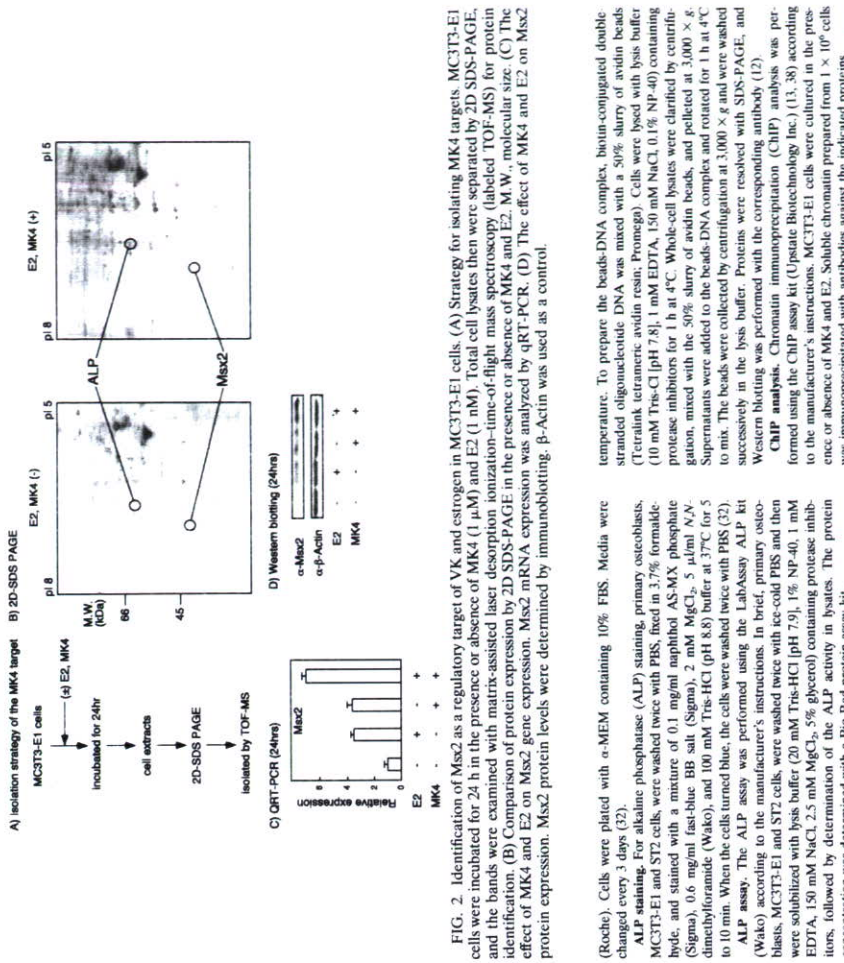 A) Isolation strategy of the MK4 target
MC3T3-E1 cells
(±) E2, MK4
incubated for 24hr
cell extracts
2D-SDS PAGE
isolated by TOF-MS
B) 2D-SDS PAGE
E2, MK4 (-)
E2, MK4 (+)
pI 8
pI 5
pI 8
pI 5
M.W.
(kDa)
66
45
ALP
Msx2
C) QRT-PCR (24hrs)
Relative expression
8
6
4
2
0
Msx2
E2 - + - +
MK4 - - + +
D) Western blotting (24hrs)
α-Msx2
α-β-Actin
E2 - + - +
MK4 - - + +
FIG. 2. Identification of Msx2 as a regulatory target of VK and estrogen in MC3T3-E1 cells. (A) Strategy for isolating MK4 targets. MC3T3-E1
cells were incubated for 24 h in the presence or absence of MK4 (1 μM) and E2 (1 nM). Total cell lysates then were separated by 2D SDS-PAGE,
and the bands were examined with matrix-assisted laser desorption ionization–time-of-flight mass spectroscopy (labeled TOF-MS) for protein
identification. (B) Comparison of protein expression by 2D SDS-PAGE in the presence or absence of MK4 and E2. M.W., molecular size. (C) The
effect of MK4 and E2 on Msx2 gene expression. Msx2 mRNA expression was analyzed by qRT-PCR. (D) The effect of MK4 and E2 on Msx2
protein expression. Msx2 protein levels were determined by immunoblotting. β-Actin was used as a control.
(Roche). Cells were plated with α-MEM containing 10% FBS. Media were
changed every 3 days (32).
ALP staining. For alkaline phosphatase (ALP) staining, primary osteoblasts,
MC3T3-E1 and ST2 cells, were washed twice with PBS, fixed in 3.7% formalde-
hyde, and stained with a mixture of 0.1 mg/ml naphthol AS-MX phosphate
(Sigma), 0.6 mg/ml fast-blue BB salt (Sigma), 2 mM MgCl2, 5 μl/ml N,N-
dimethylforamide (Wako), and 100 mM Tris-HCl (pH 8.8) buffer at 37°C for 5
to 10 min. When the cells turned blue, the cells were washed twice with PBS (32).
ALP assay. The ALP assay was performed using the LabAssay ALP kit
(Wako) according to the manufacturer's instructions. In brief, primary osteo-
blasts, MC3T3-E1 and ST2 cells, were washed twice with ice-cold PBS and then
were solubilized with lysis buffer (20 mM Tris-HCl [pH 7.9], 1% NP-40, 1 mM
EDTA, 150 mM NaCl, 2.5 mM MgCl2, 5% glycerol) containing protease inhib-
itors, followed by determination of the ALP activity in lysates. The protein
concentration was determined with a Bio-Rad protein assay kit.
temperature. To prepare the beads-DNA complex, biotin-conjugated double-
stranded oligonucleotide DNA was mixed with a 50% slurry of avidin beads
(Tetralink tetrameric avidin resin; Promega). Cells were lysed with lysis buffer
(10 mM Tris-Cl [pH 7.8], 1 mM EDTA, 150 mM NaCl, 0.1% NP-40) containing
protease inhibitors for 1 h at 4°C. Whole-cell lysates were clarified by centrifu-
gation, mixed with the 50% slurry of avidin beads, and pelleted at 3,000 × g.
Supernatants were added to the beads-DNA complex and rotated for 1 h at 4°C
to mix. The beads were collected by centrifugation at 3,000 × g and were washed
successively in the lysis buffer. Proteins were resolved with SDS-PAGE, and
Western blotting was performed with the corresponding antibody (12).
ChIP analysis. Chromatin immunoprecipitation (ChIP) analysis was per-
formed using the ChIP assay kit (Upstate Biotechnology Inc.) (13, 38) according
to the manufacturer's instructions. MC3T3-E1 cells were cultured in the pres-
ence or absence of MK4 and E2. Soluble chromatin prepared from 1 × 10⁶ cells
was immunoprecipitated with antibodies against the indicated proteins.